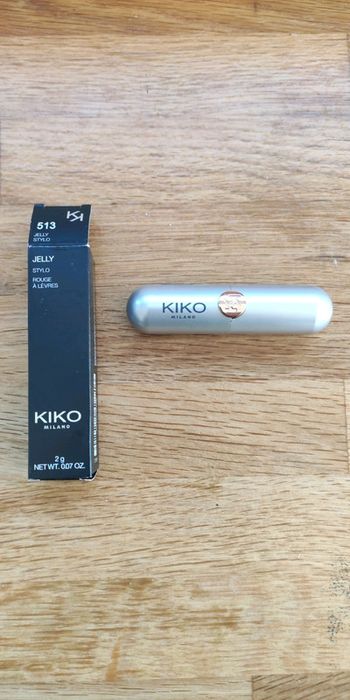 513
JELLY
STYLO
JELLY
STYLO
ROUGE
À LÈVRES
KIKO
MILANO
2 g
NET WT. 0.07 OZ.
KIKO
MILANO